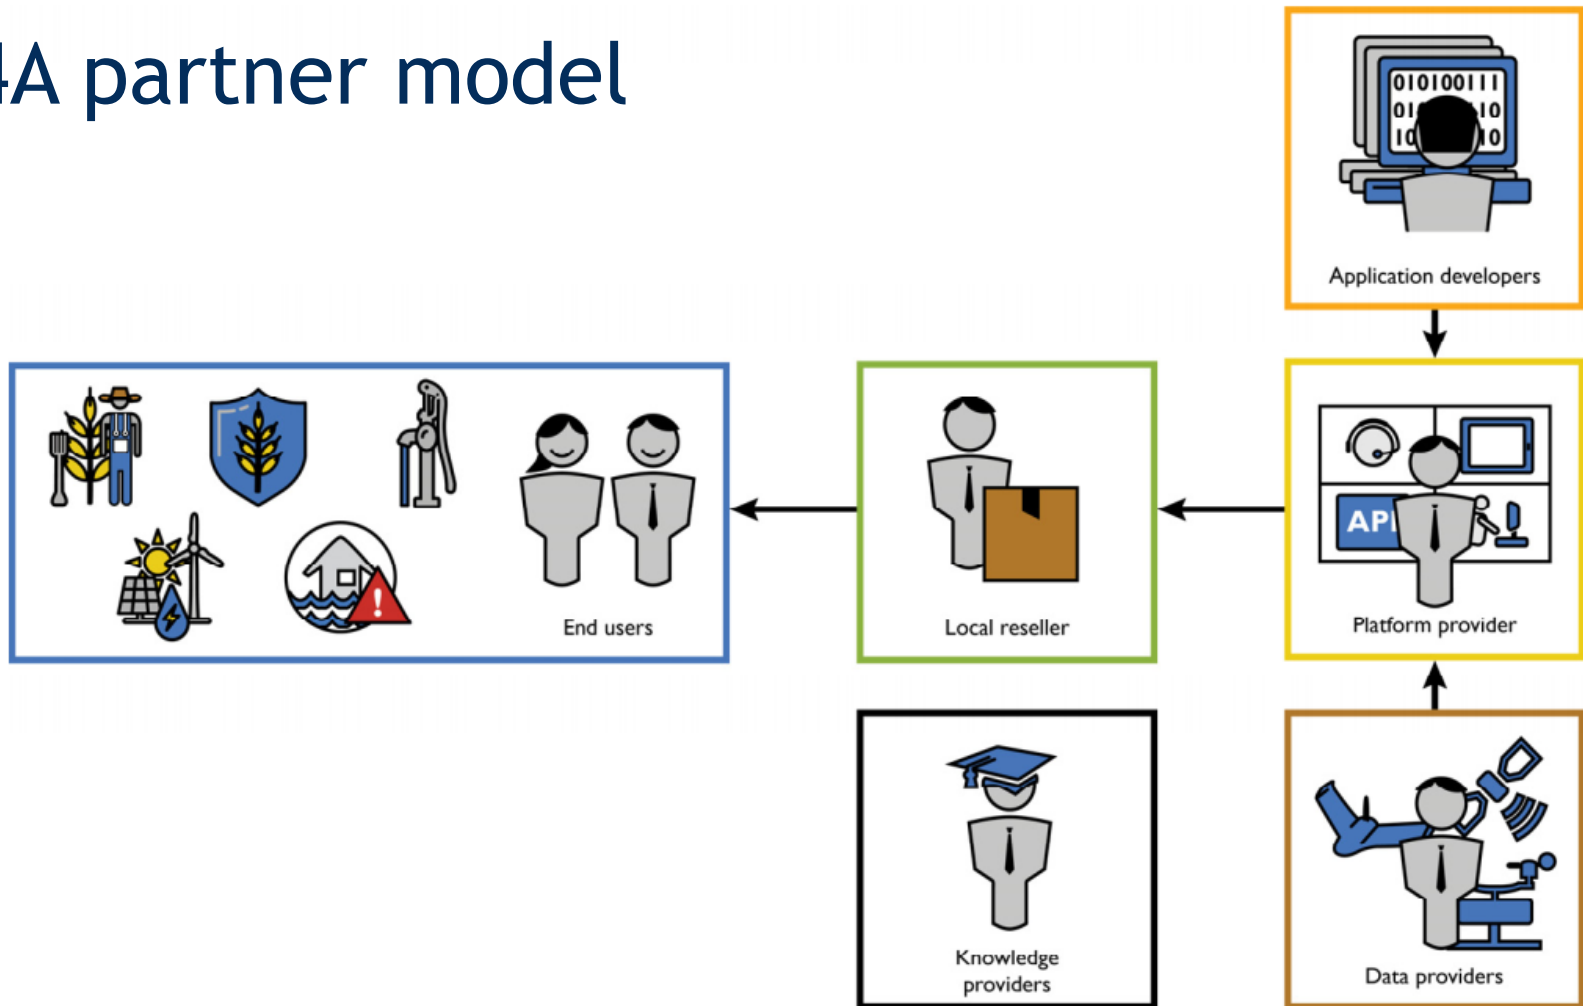 4A partner model
010100111
01 10
10 10
Application developers
End users
Local reseller
API
Platform provider
Knowledge
providers
Data providers